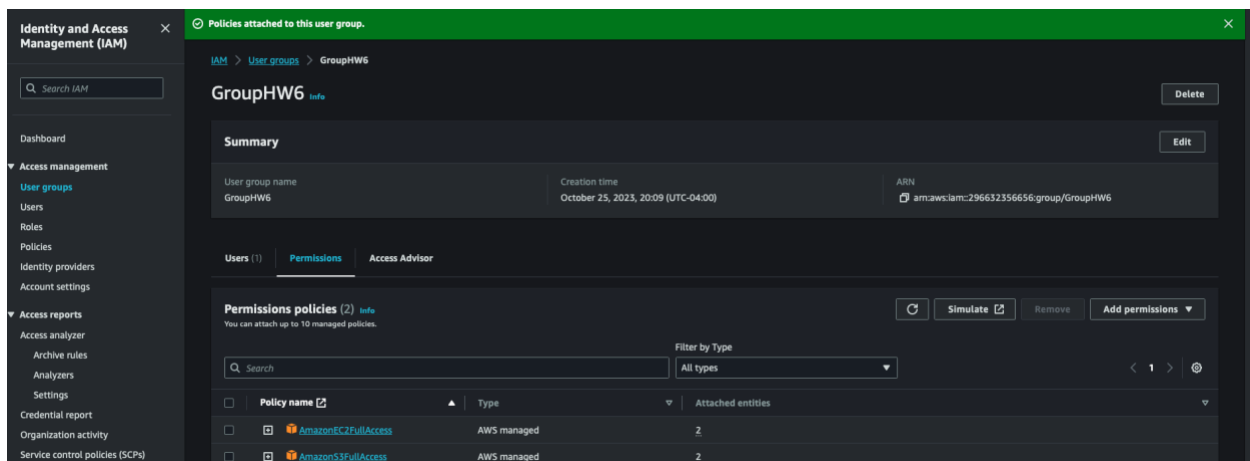 Identity and Access
Management (IAM)
Search IAM
Dashboard
Access management
User groups
Users
Roles
Policies
Identity providers
Account settings
Access reports
Access analyzer
Archive rules
Analyzers
Settings
Credential report
Organization activity
Service control policies (SCPs)
Policies attached to this user group.
IAM > User groups > GroupHW6
GroupHW6 Info
Delete
Summary
Edit
User group name
GroupHW6
Creation time
October 25, 2023, 20:09 (UTC-04:00)
ARN
arn:aws:iam::296632356656:group/GroupHW6
Users (1) Permissions Access Advisor
Permissions policies (2) Info
You can attach up to 10 managed policies.
Simulate Remove Add permissions
Filter by Type
Search All types 1
Policy name Type Attached entities
AmazonEC2FullAccess AWS managed 2
AmazonS3FullAccess AWS managed 2